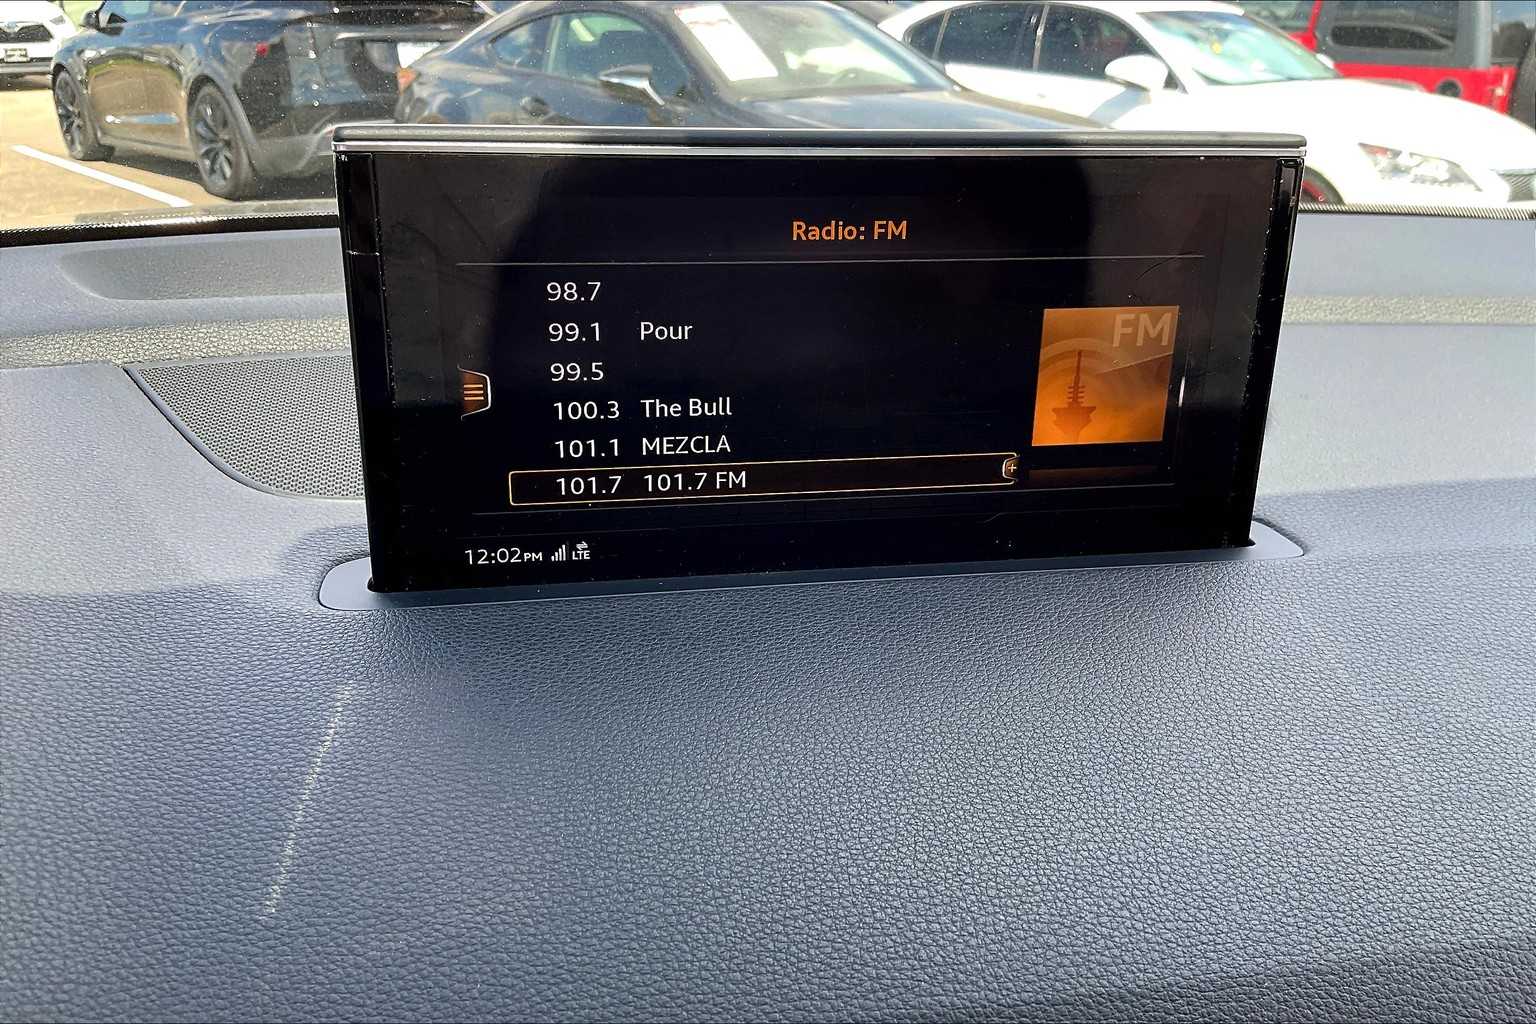 Radio: FM
98.7
99.1 Pour
99.5
100.3 The Bull
101.1 MEZCLA
101.7 101.7 FM
FM
12:02PM LTE